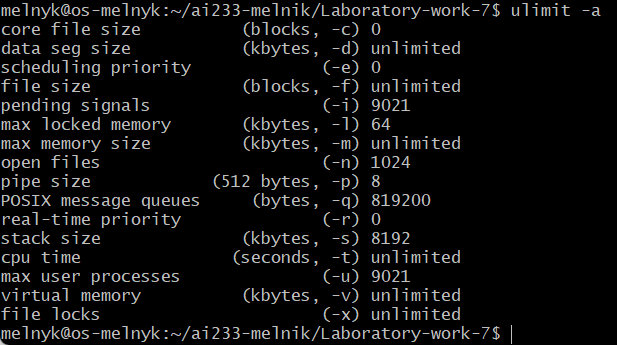 melnyk@os-melnyk:~/ai233-melnik/Laboratory-work-7$ ulimit -a
core file size          (blocks, -c) 0
data seg size           (kbytes, -d) unlimited
scheduling priority             (-e) 0
file size               (blocks, -f) unlimited
pending signals                 (-i) 9021
max locked memory       (kbytes, -l) 64
max memory size         (kbytes, -m) unlimited
open files                      (-n) 1024
pipe size            (512 bytes, -p) 8
POSIX message queues     (bytes, -q) 819200
real-time priority              (-r) 0
stack size              (kbytes, -s) 8192
cpu time               (seconds, -t) unlimited
max user processes              (-u) 9021
virtual memory          (kbytes, -v) unlimited
file locks                      (-x) unlimited
melnyk@os-melnyk:~/ai233-melnik/Laboratory-work-7$